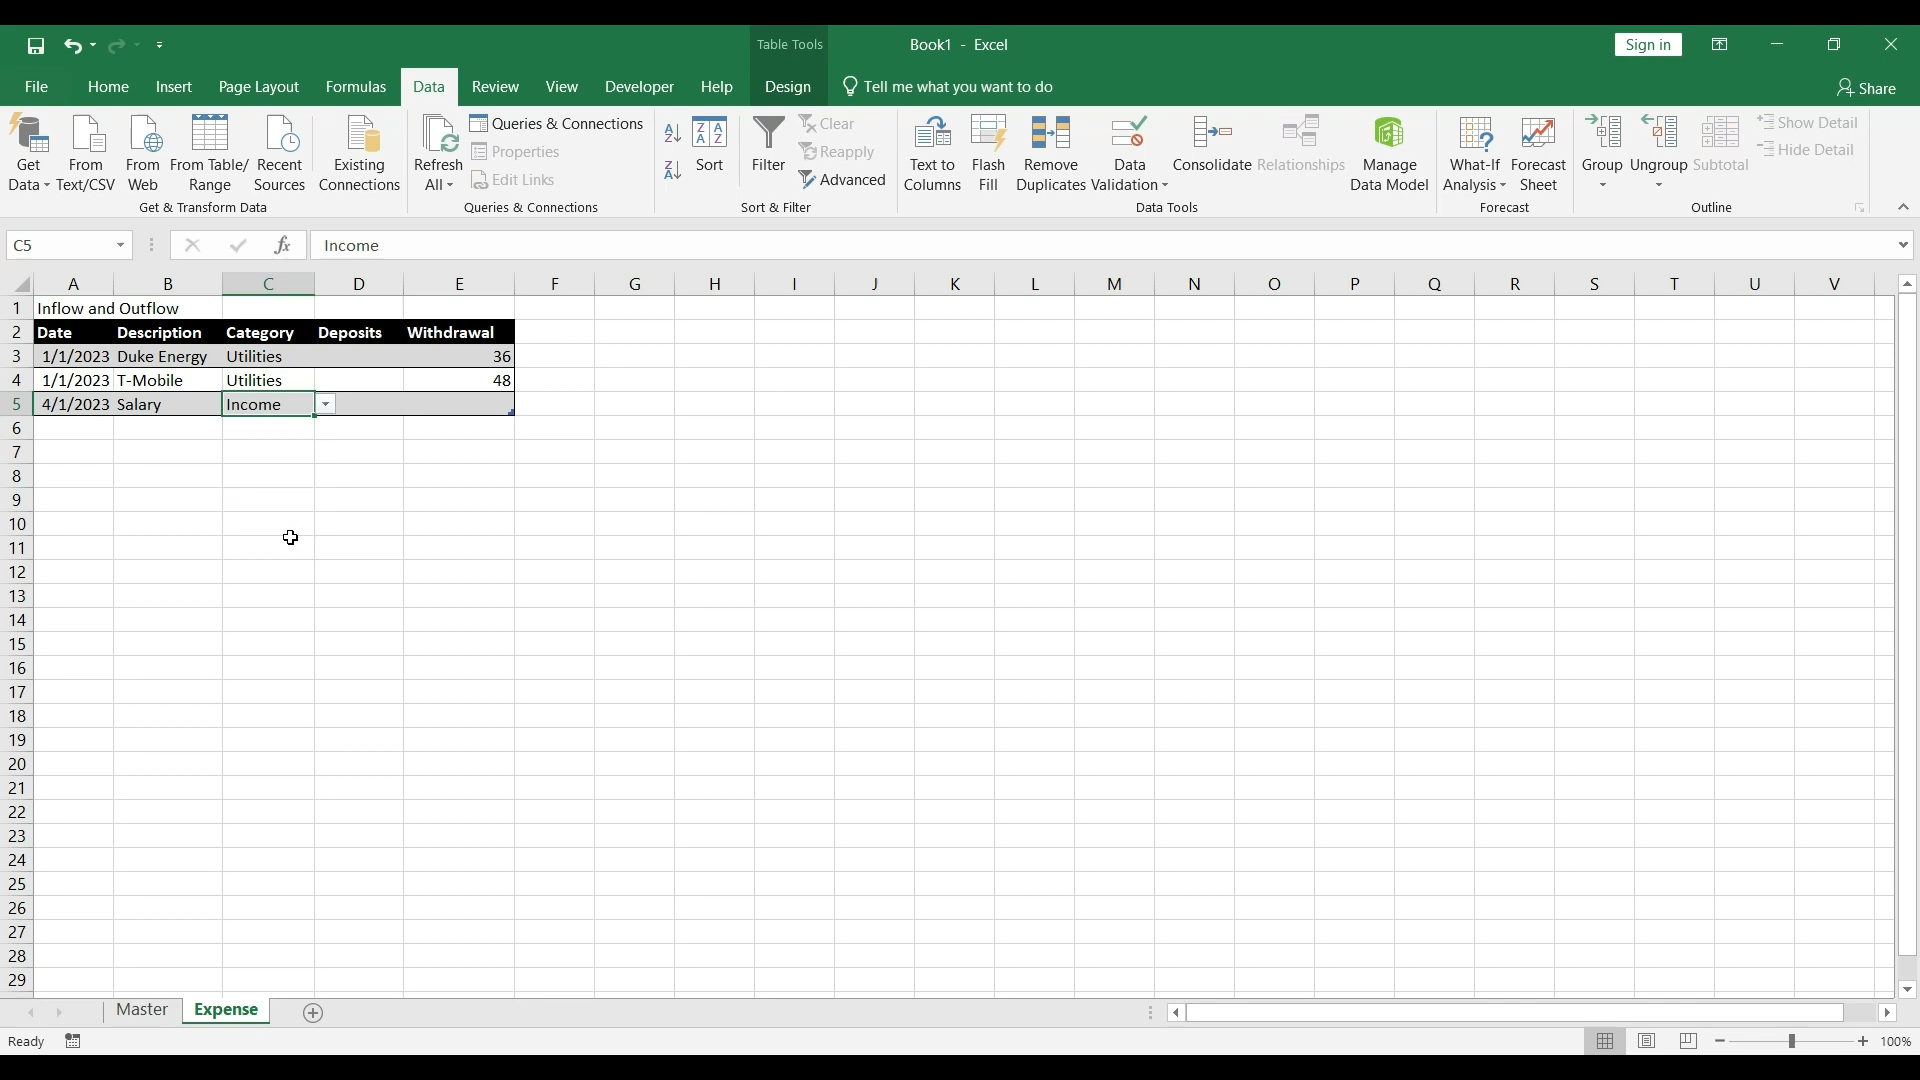 Table Tools
Book1 - Excel
Sign in
File Home Insert Page Layout Formulas Data Review View Developer Help Design Tell me what you want to do Share
Get Data
From Text/CSV
From Web
From Table/ Range
Recent Sources
Existing Connections
Get & Transform Data
Refresh All
Queries & Connections
Properties
Edit Links
Queries & Connections
Sort
Filter
Clear
Reapply
Advanced
Sort & Filter
Text to Columns
Flash Fill
Remove Duplicates
Data Validation
Consolidate
Relationships
Manage Data Model
Data Tools
What-If Analysis
Forecast Sheet
Forecast
Group
Ungroup
Subtotal
Show Detail
Hide Detail
Outline
C5 fx Income
A B C D E F G H I J K L M N O P Q R S T U V
1 Inflow and Outflow
2 Date Description Category Deposits Withdrawal
3 1/1/2023 Duke Energy Utilities 36
4 1/1/2023 T-Mobile Utilities 48
5 4/1/2023 Salary Income
6
7
8
9
10
11
12
13
14
15
16
17
18
19
20
21
22
23
24
25
26
27
28
29
Master Expense
Ready 100%